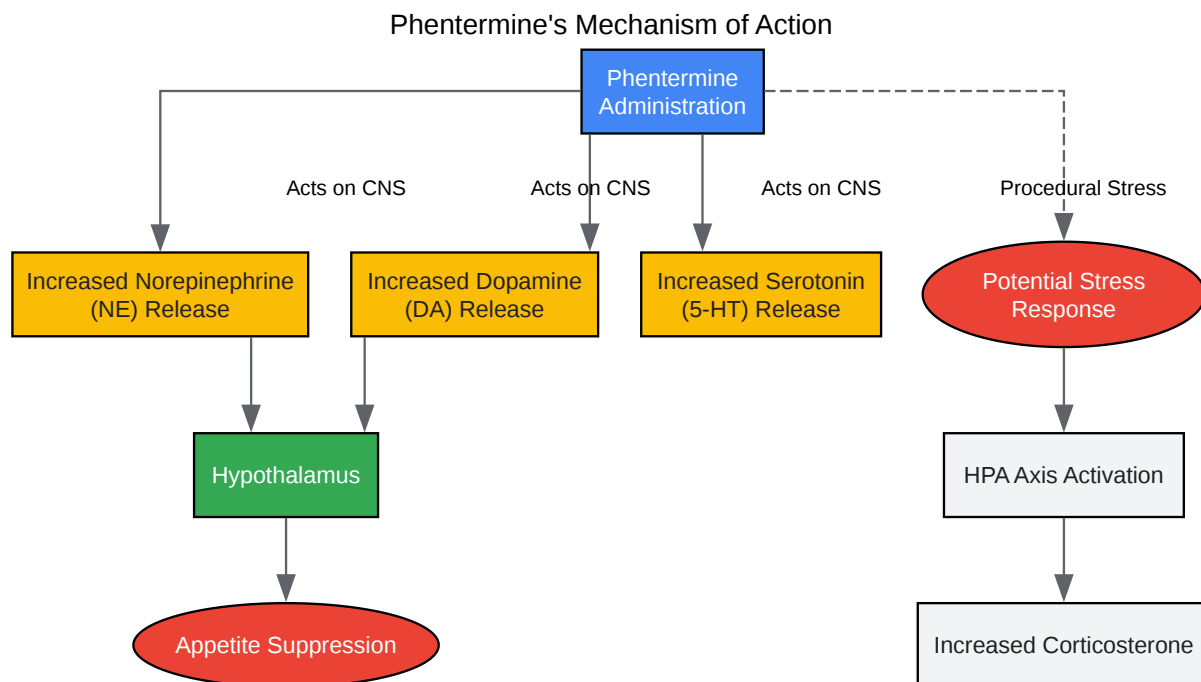 Phentermine's Mechanism of Action
Phentermine
Administration
Acts on CNS
Acts on CNS
Acts on CNS
Procedural Stress
Increased Norepinephrine
(NE) Release
Increased Dopamine
(DA) Release
Increased Serotonin
(5-HT) Release
Potential Stress
Response
Hypothalamus
HPA Axis Activation
Appetite Suppression
Increased Corticosterone